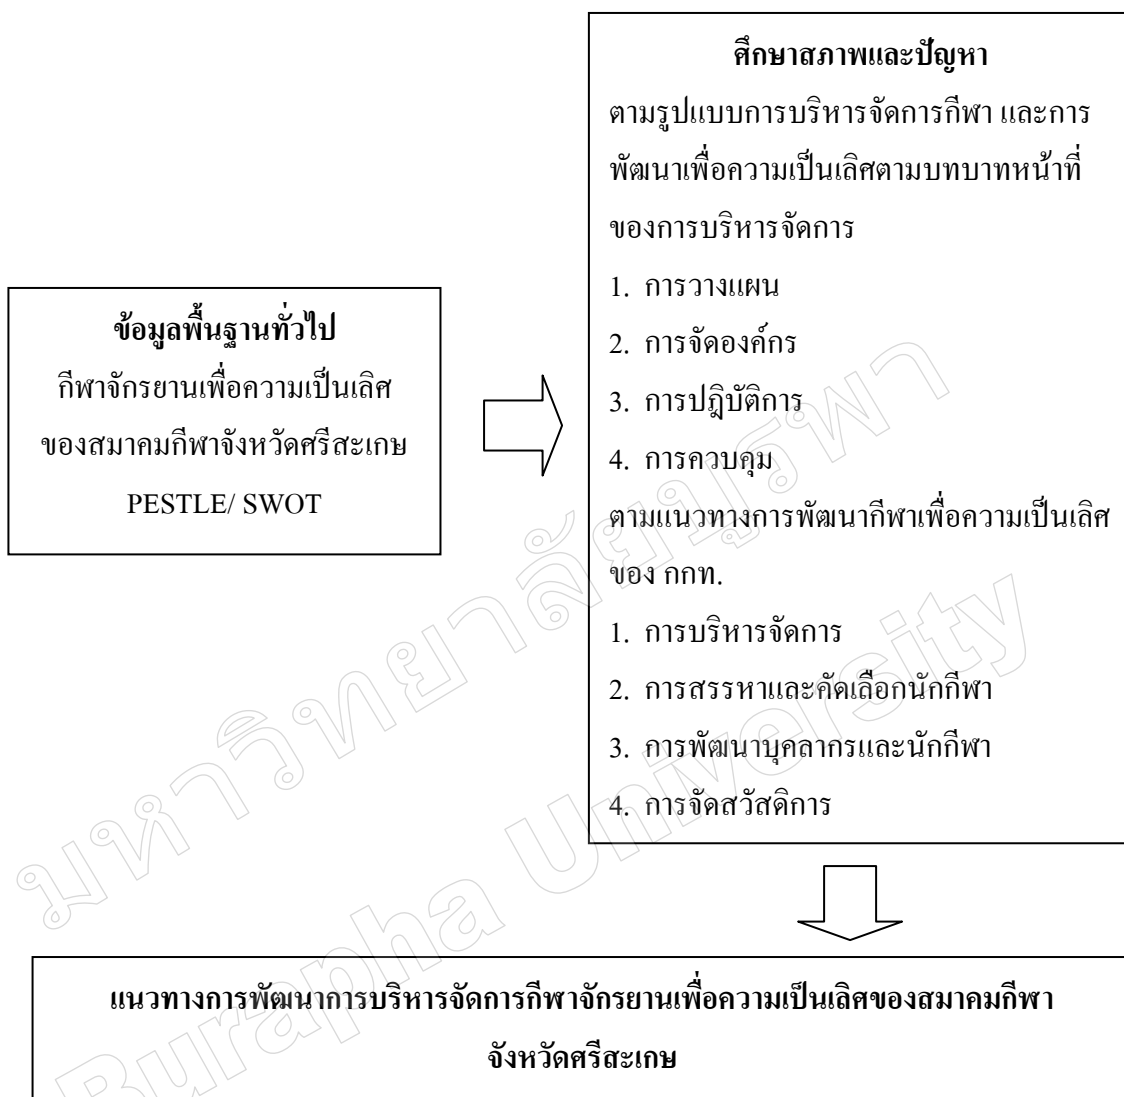 ข้อมูลพื้นฐานทั่วไป
กีฬาจักรยานเพื่อความเป็นเลิศ
ของสมาคมกีฬาจังหวัดศรีสะเกษ
PESTLE/ SWOT
ศึกษาสภาพและปัญหา
ตามรูปแบบการบริหารจัดการกีฬา และการ
พัฒนาเพื่อความเป็นเลิศตามบทบาทหน้าที่
ของการบริหารจัดการ
1. การวางแผน
2. การจัดองค์กร
3. การปฎิบัติการ
4. การควบคุม
ตามแนวทางการพัฒนากีฬาเพื่อความเป็นเลิศ
ของ กกท.
1. การบริหารจัดการ
2. การสรรหาและคัดเลือกนักกีฬา
3. การพัฒนาบุคลากรและนักกีฬา
4. การจัดสวัสดิการ
แนวทางการพัฒนาการบริหารจัดการกีฬาจักรยานเพื่อความเป็นเลิศของสมาคมกีฬา
จังหวัดศรีสะเกษ
มหาวิทยาลัยบูรพา
Burapha University